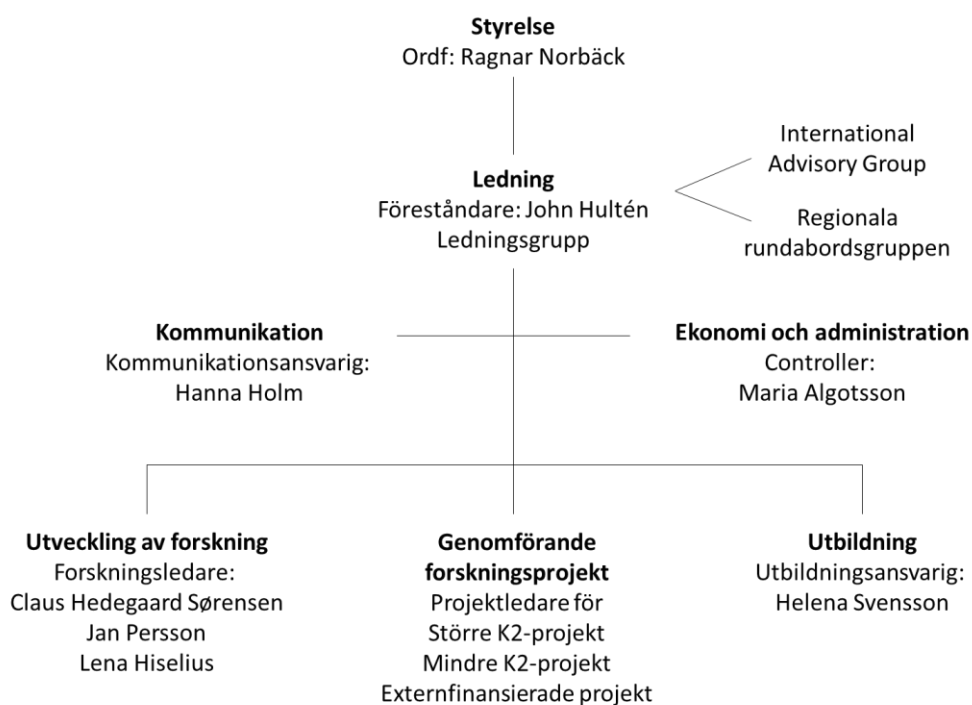 Styrelse
Ordf: Ragnar Norbäck
International
Advisory Group
Ledning
Föreståndare: John Hultén
Ledningsgrupp
Regionala
rundabordsgruppen
Kommunikation
Kommunikationsansvarig:
Hanna Holm
Ekonomi och administration
Controller:
Maria Algotsson
Utveckling av forskning
Forskningsledare:
Claus Hedegaard Sørensen
Jan Persson
Lena Hiselius
Genomförande
forskningsprojekt
Projektledare för
Större K2-projekt
Mindre K2-projekt
Externfinansierade projekt
Utbildning
Utbildningsansvarig:
Helena Svensson